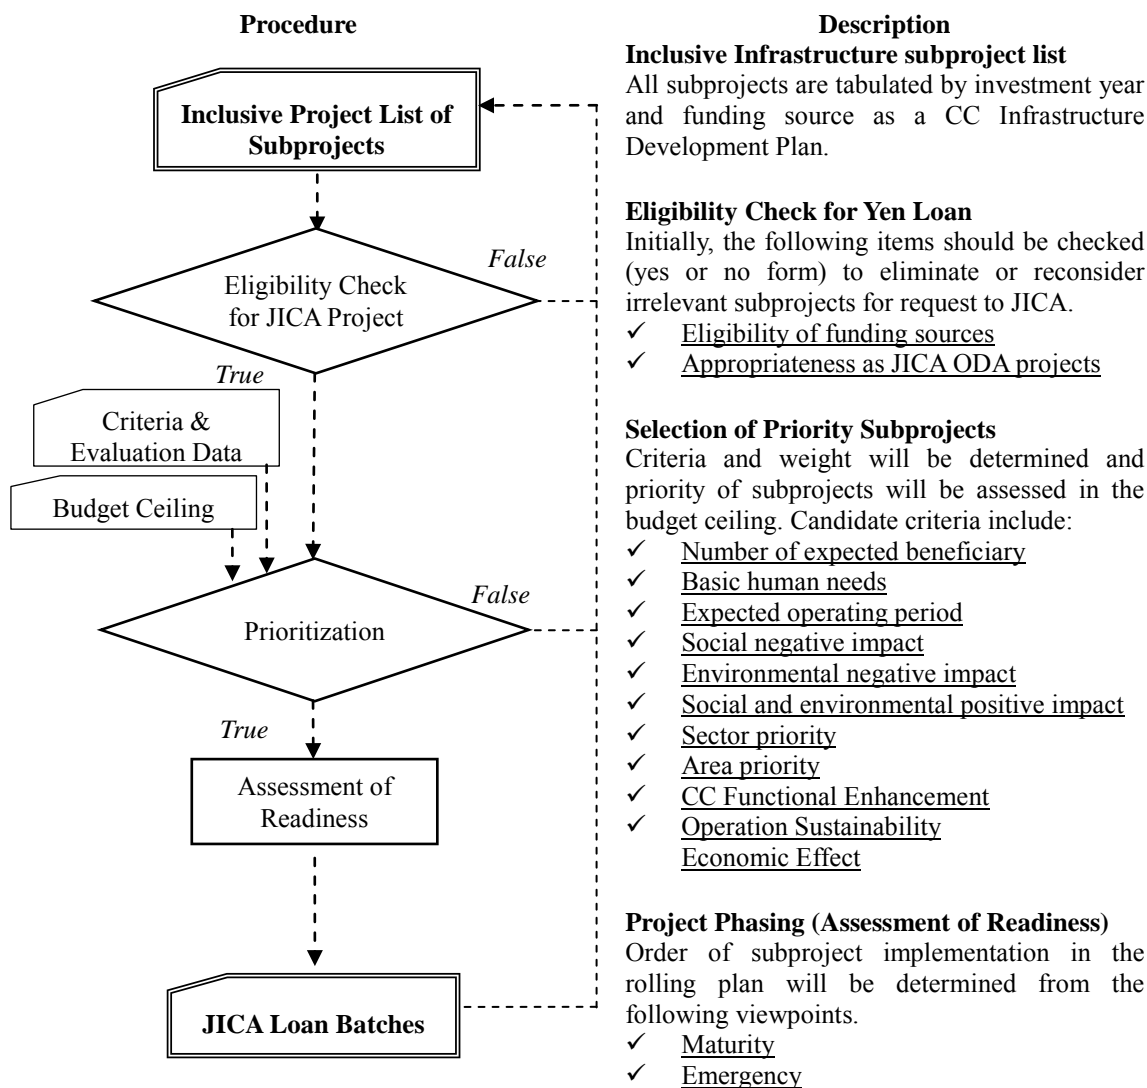 Procedure
Inclusive Project List of
Subprojects
False
Eligibility Check
for JICA Project
True
Criteria &
Evaluation Data
Budget Ceiling
False
Prioritization
True
Assessment of
Readiness
JICA Loan Batches
Description
Inclusive Infrastructure subproject list
All subprojects are tabulated by investment year
and funding source as a CC Infrastructure
Development Plan.
Eligibility Check for Yen Loan
Initially, the following items should be checked
(yes or no form) to eliminate or reconsider
irrelevant subprojects for request to JICA.
✓ Eligibility of funding sources
✓ Appropriateness as JICA ODA projects
Selection of Priority Subprojects
Criteria and weight will be determined and
priority of subprojects will be assessed in the
budget ceiling. Candidate criteria include:
✓ Number of expected beneficiary
✓ Basic human needs
✓ Expected operating period
✓ Social negative impact
✓ Environmental negative impact
✓ Social and environmental positive impact
✓ Sector priority
✓ Area priority
✓ CC Functional Enhancement
✓ Operation Sustainability
Economic Effect
Project Phasing (Assessment of Readiness)
Order of subproject implementation in the
rolling plan will be determined from the
following viewpoints.
✓ Maturity
✓ Emergency